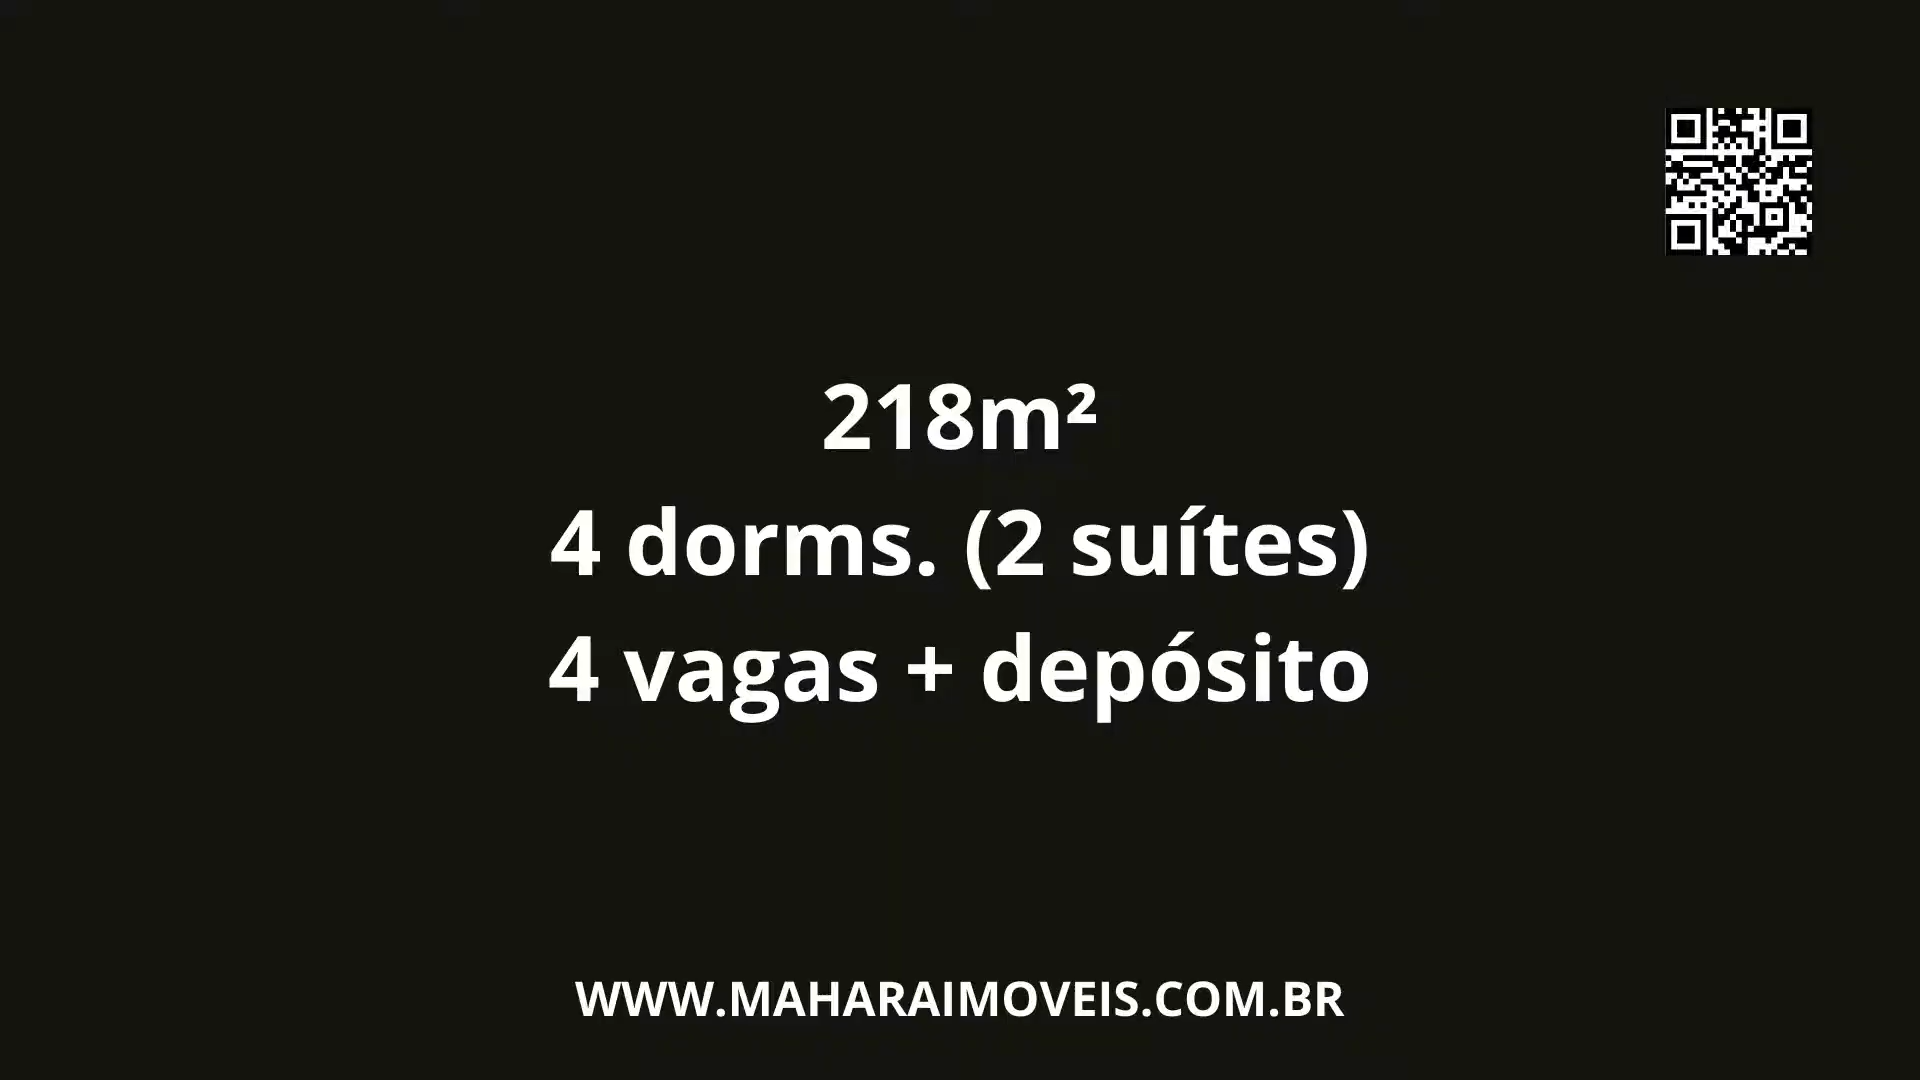 218m²
4 dorms. (2 suítes)
4 vagas + depósito
WWW.MAHARAIMOVEIS.COM.BR